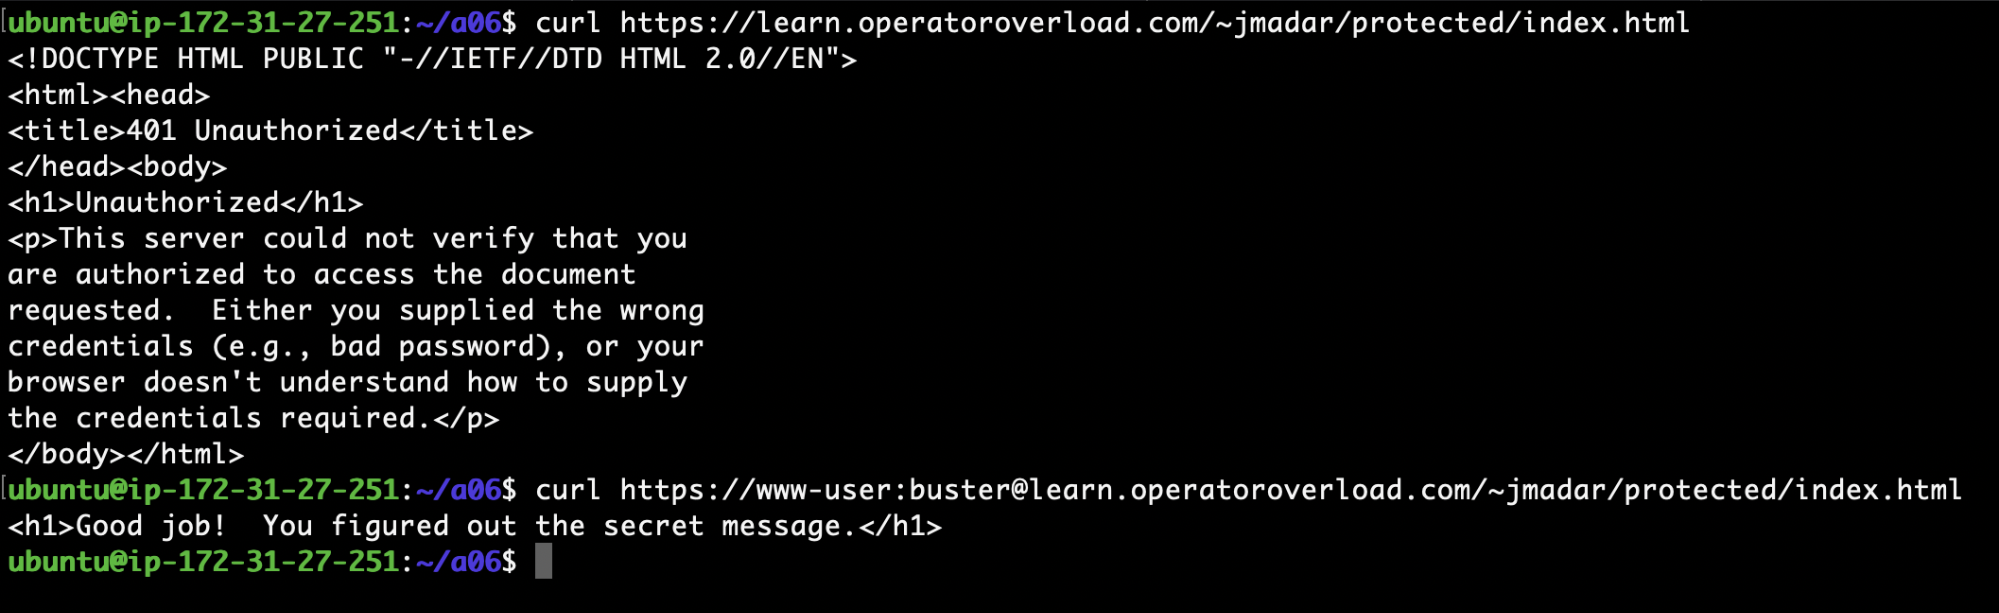 ubuntu@ip-172-31-27-251:~/a06$ curl https://learn.operatoroverload.com/~jmadar/protected/index.html
<!DOCTYPE HTML PUBLIC "-//IETF//DTD HTML 2.0//EN">
<html><head>
<title>401 Unauthorized</title>
</head><body>
<h1>Unauthorized</h1>
<p>This server could not verify that you
are authorized to access the document
requested.  Either you supplied the wrong
credentials (e.g., bad password), or your
browser doesn't understand how to supply
the credentials required.</p>
</body></html>
ubuntu@ip-172-31-27-251:~/a06$ curl https://www-user:buster@learn.operatoroverload.com/~jmadar/protected/index.html
<h1>Good job!  You figured out the secret message.</h1>
ubuntu@ip-172-31-27-251:~/a06$